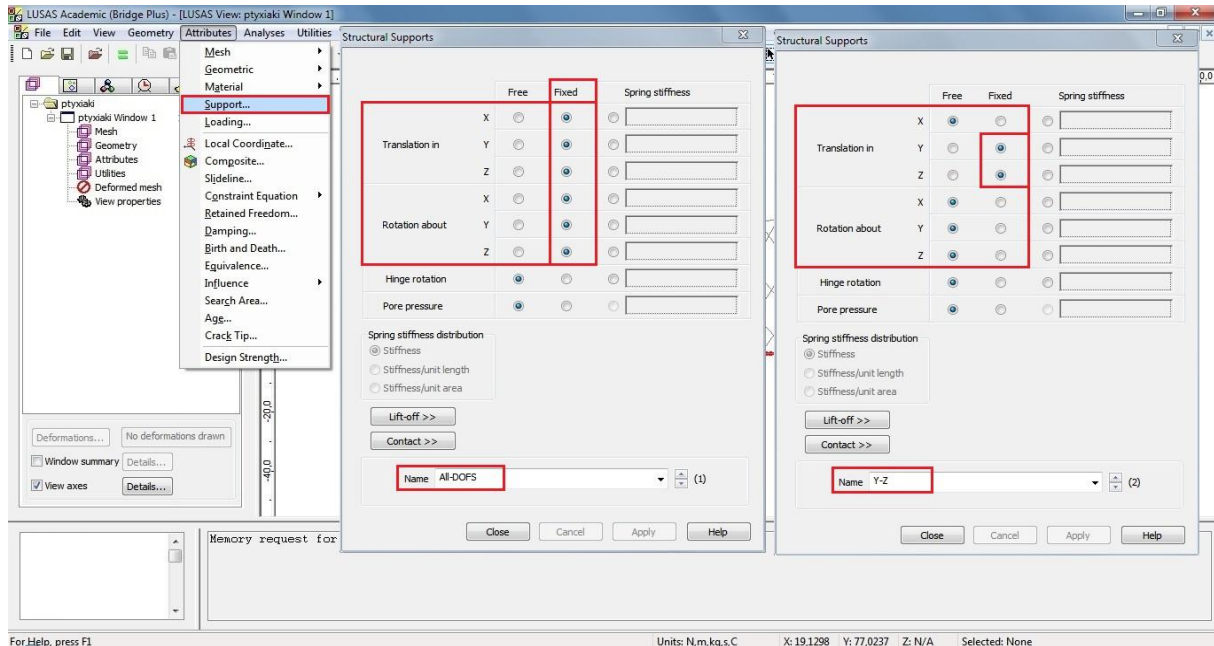 LUSAS Academic (Bridge Plus) - [LUSAS View: ptyxiaki Window 1]
File Edit View Geometry Attributes Analyses Utilities
Mesh
Geometric
Material
Support...
Loading...
Local Coordinate...
Composite...
Slideline...
Constraint Equation
Retained Freedom...
Damping...
Birth and Death...
Equivalence...
Influence
Search Area...
Age...
Crack Tip...
Design Strength...
ptyxiaki
ptyxiaki Window 1
Mesh
Geometry
Attributes
Utilities
Deformed mesh
View properties
Deformations... No deformations drawn
Window summary Details...
View axes Details...
-20,0
-40,0
Structural Supports
Free Fixed Spring stiffness
X
Translation in Y
Z
X
Rotation about Y
Z
Hinge rotation
Pore pressure
Spring stiffness distribution
Stiffness
Stiffness/unit length
Stiffness/unit area
Lift-off >>
Contact >>
Name All-DOFS (1)
Close Cancel Apply Help
Structural Supports
Free Fixed Spring stiffness
X
Translation in Y
Z
X
Rotation about Y
Z
Hinge rotation
Pore pressure
Spring stiffness distribution
Stiffness
Stiffness/unit length
Stiffness/unit area
Lift-off >>
Contact >>
Name Y-Z (2)
Close Cancel Apply Help
0,0
Memory request for
For Help, press F1 Units: N,m,kg,s,C X: 19,1298 Y: 77,0237 Z: N/A Selected: None